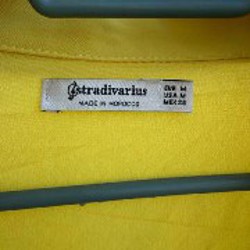 stradivarius
MADE IN MOROCCO
EUR M
USA M
MEX 28